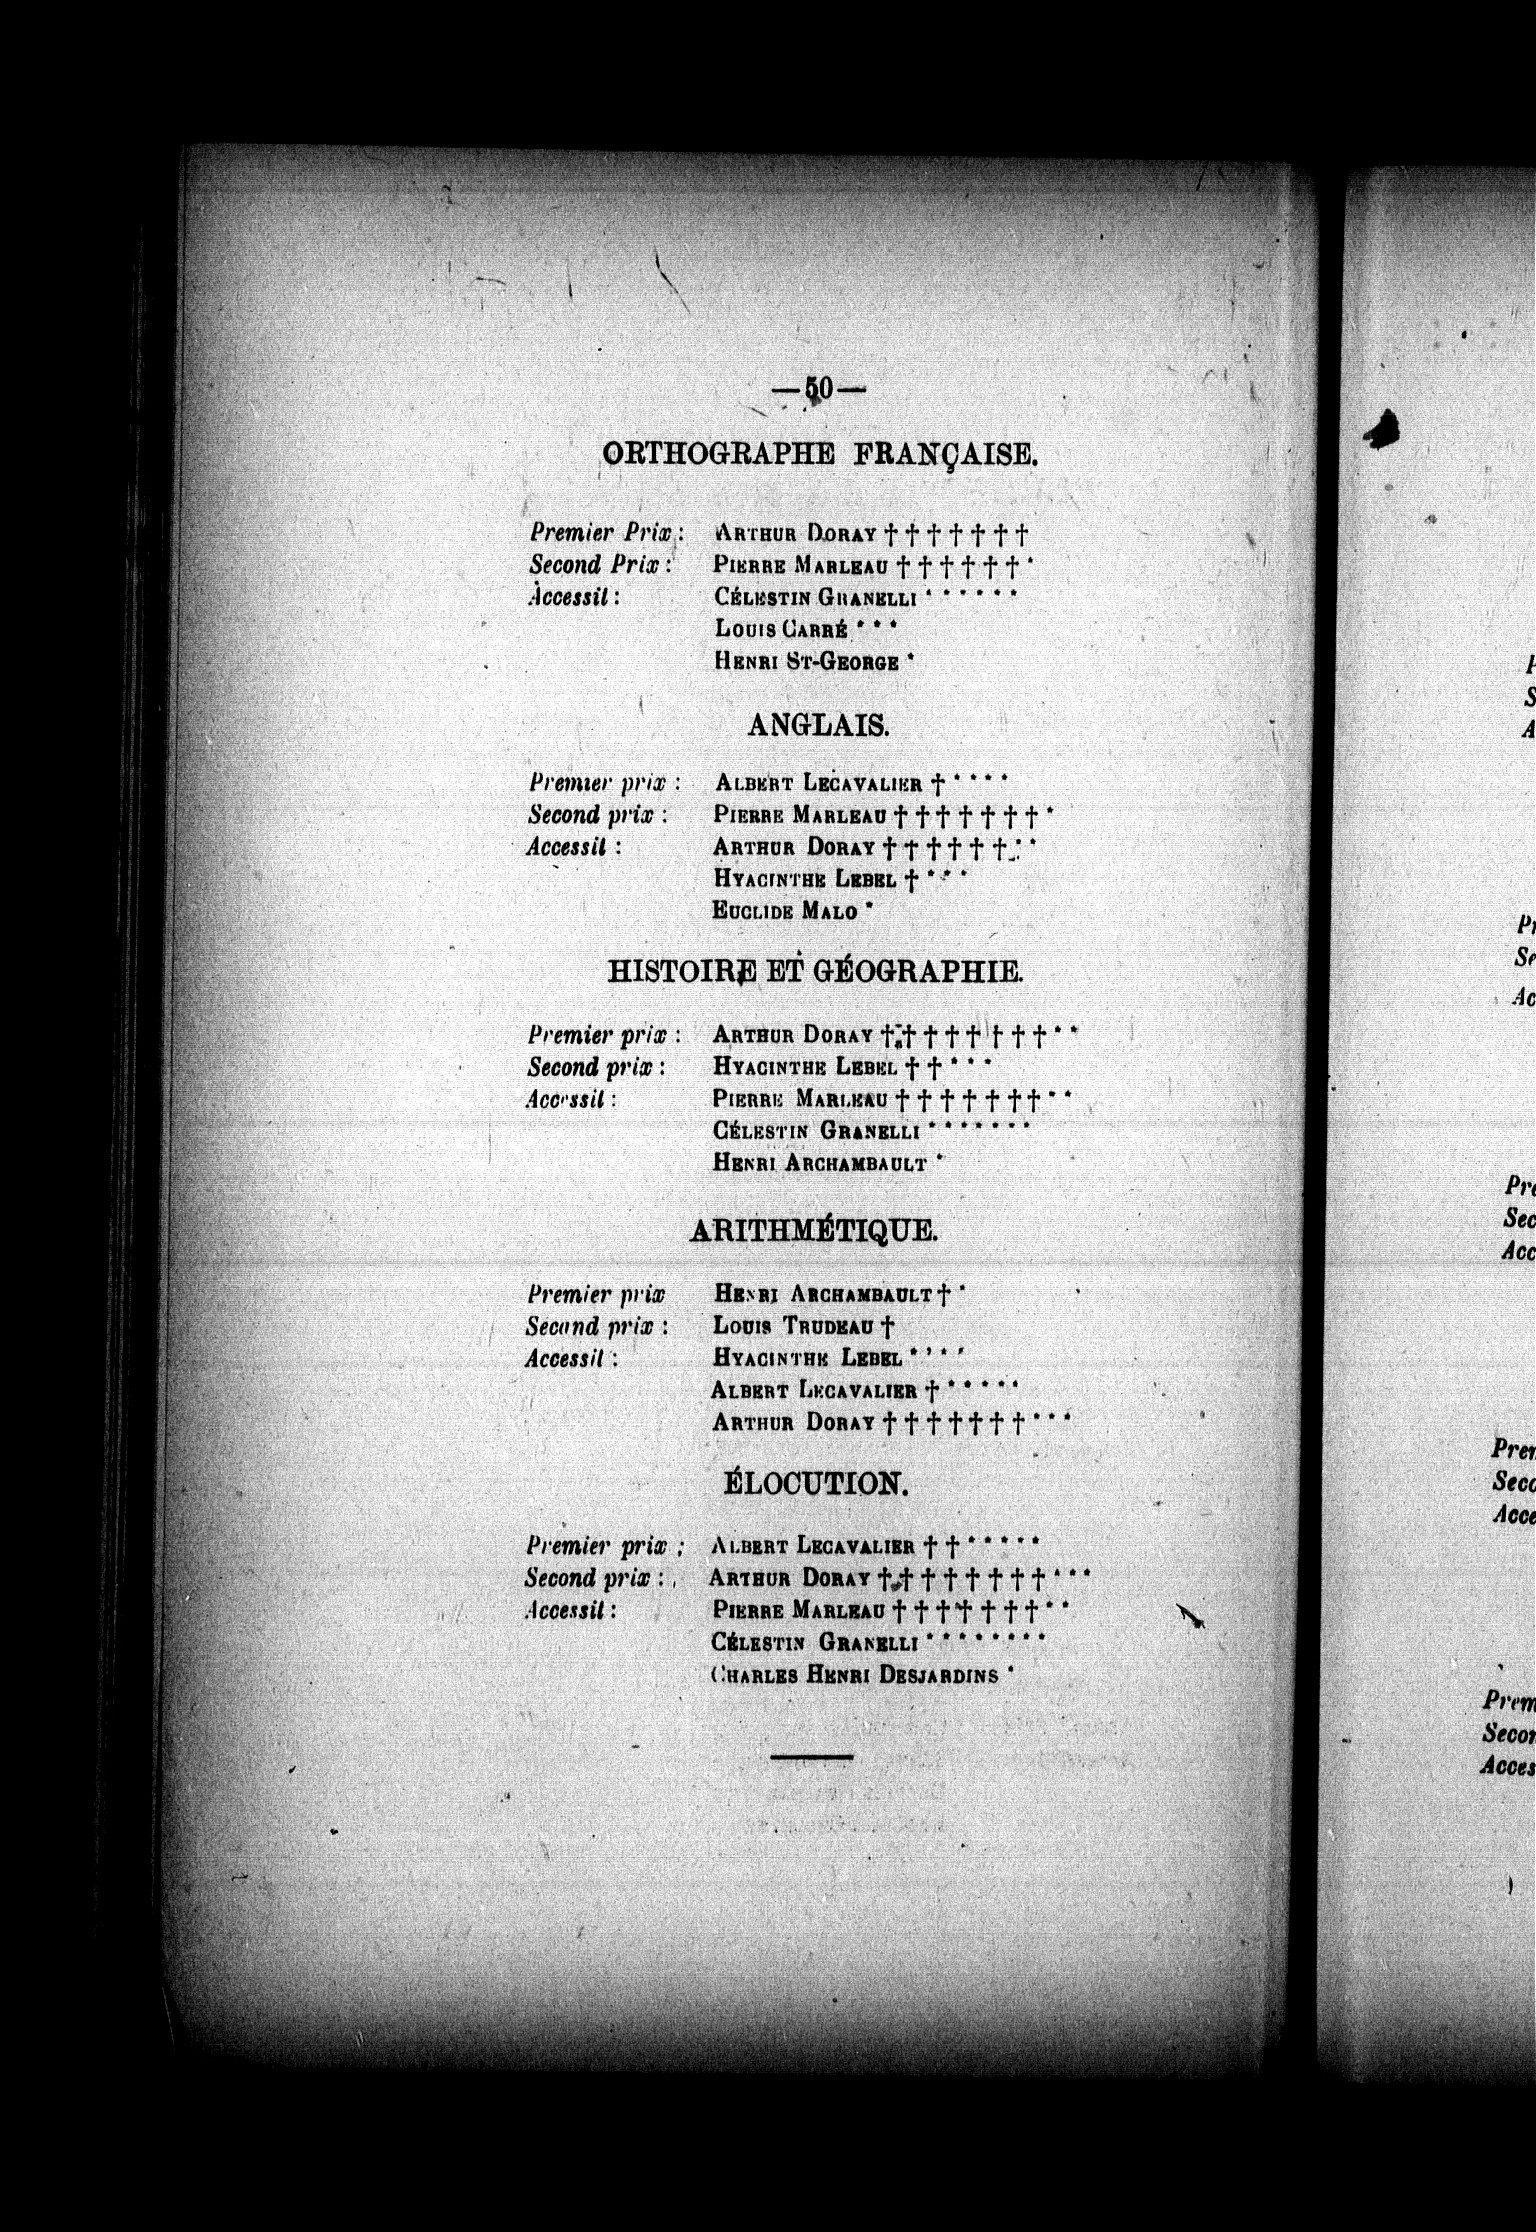 —50—
ORTHOGRAPHE FRANÇAISE.
Premier Prix : ARTHUR DORAY † † † † † † †
Second Prix : PIERRE MARLEAU † † † † † † *
Accessit : CÉLESTIN GRANELLI * * * * * *
LOUIS CARRÉ * * *
HENRI ST-GEORGE *
ANGLAIS.
Premier prix : ALBERT LECAVALIER † * * * *
Second prix : PIERRE MARLEAU † † † † † † † *
Accessit : ARTHUR DORAY † † † † † † * *
HYACINTHE LEBEL † * * *
EUCLIDE MALO *
HISTOIRE ET GÉOGRAPHIE.
Premier prix : ARTHUR DORAY † † † † † † † † * *
Second prix : HYACINTHE LEBEL † † * * *
Accessit : PIERRE MARLEAU † † † † † † † * *
CÉLESTIN GRANELLI * * * * * * *
HENRI ARCHAMBAULT *
ARITHMÉTIQUE.
Premier prix HENRI ARCHAMBAULT † *
Second prix : LOUIS TRUDEAU †
Accessit : HYACINTHE LEBEL * * * *
ALBERT LECAVALIER † * * * * *
ARTHUR DORAY † † † † † † † * * *
ÉLOCUTION.
Premier prix : ALBERT LECAVALIER † † * * * * *
Second prix : ARTHUR DORAY † † † † † † † † * * *
Accessit : PIERRE MARLEAU † † † † † † † * *
CÉLESTIN GRANELLI * * * * * * * *
CHARLES HENRI DESJARDINS *